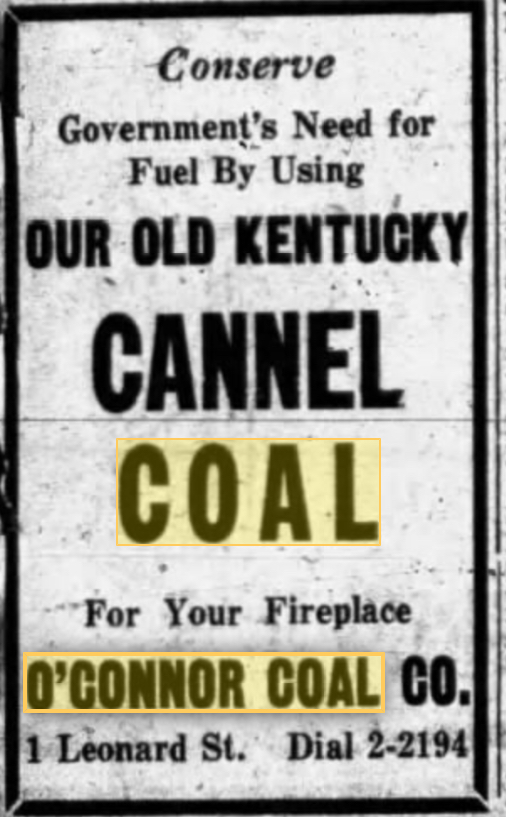 Conserve
Government's Need for
Fuel By Using
OUR OLD KENTUCKY
CANNEL
COAL
For Your Fireplace
O'CONNOR COAL CO.
1 Leonard St. Dial 2-2194